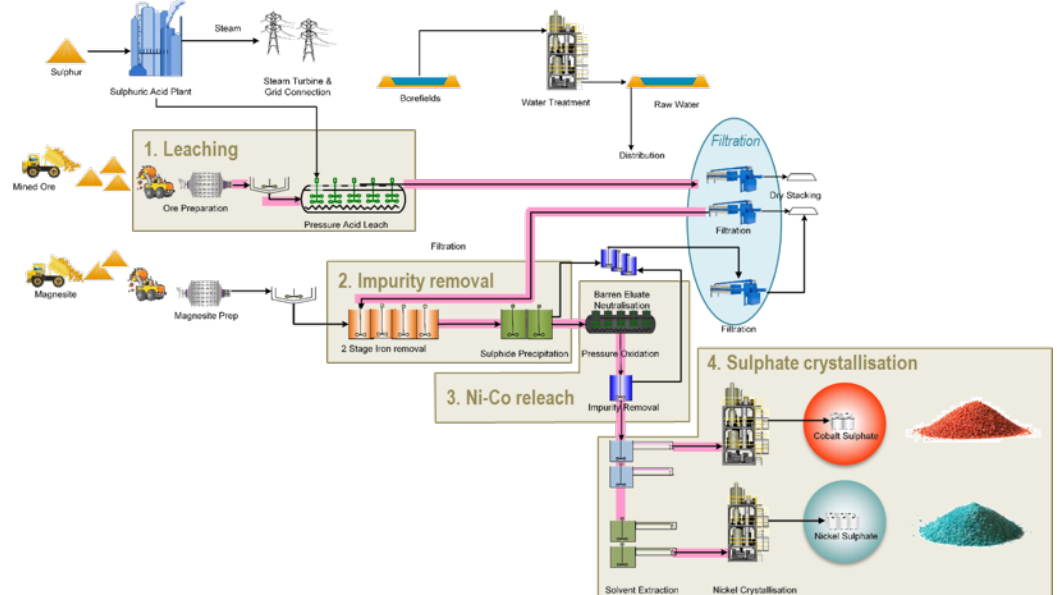 Steam
Sulphur
Sulphuric Acid Plant
Steam Turbine &
Grid Connection
Borefields
Water Treatment
Raw Water
Distribution
1. Leaching
Filtration
Mined Ore
Ore Preparation
Pressure Acid Leach
Dry Stacking
Filtration
Filtration
2. Impurity removal
Magnesite
Magnesite Prep
Barren Eluate
Neutralisation
Filtration
2 Stage Iron removal
Sulphide Precipitation
Pressure Oxidation
4. Sulphate crystallisation
3. Ni-Co releach
Impurity Removal
Cobalt Sulphate
Nickel Sulphate
Solvent Extraction
Nickel Crystallisation